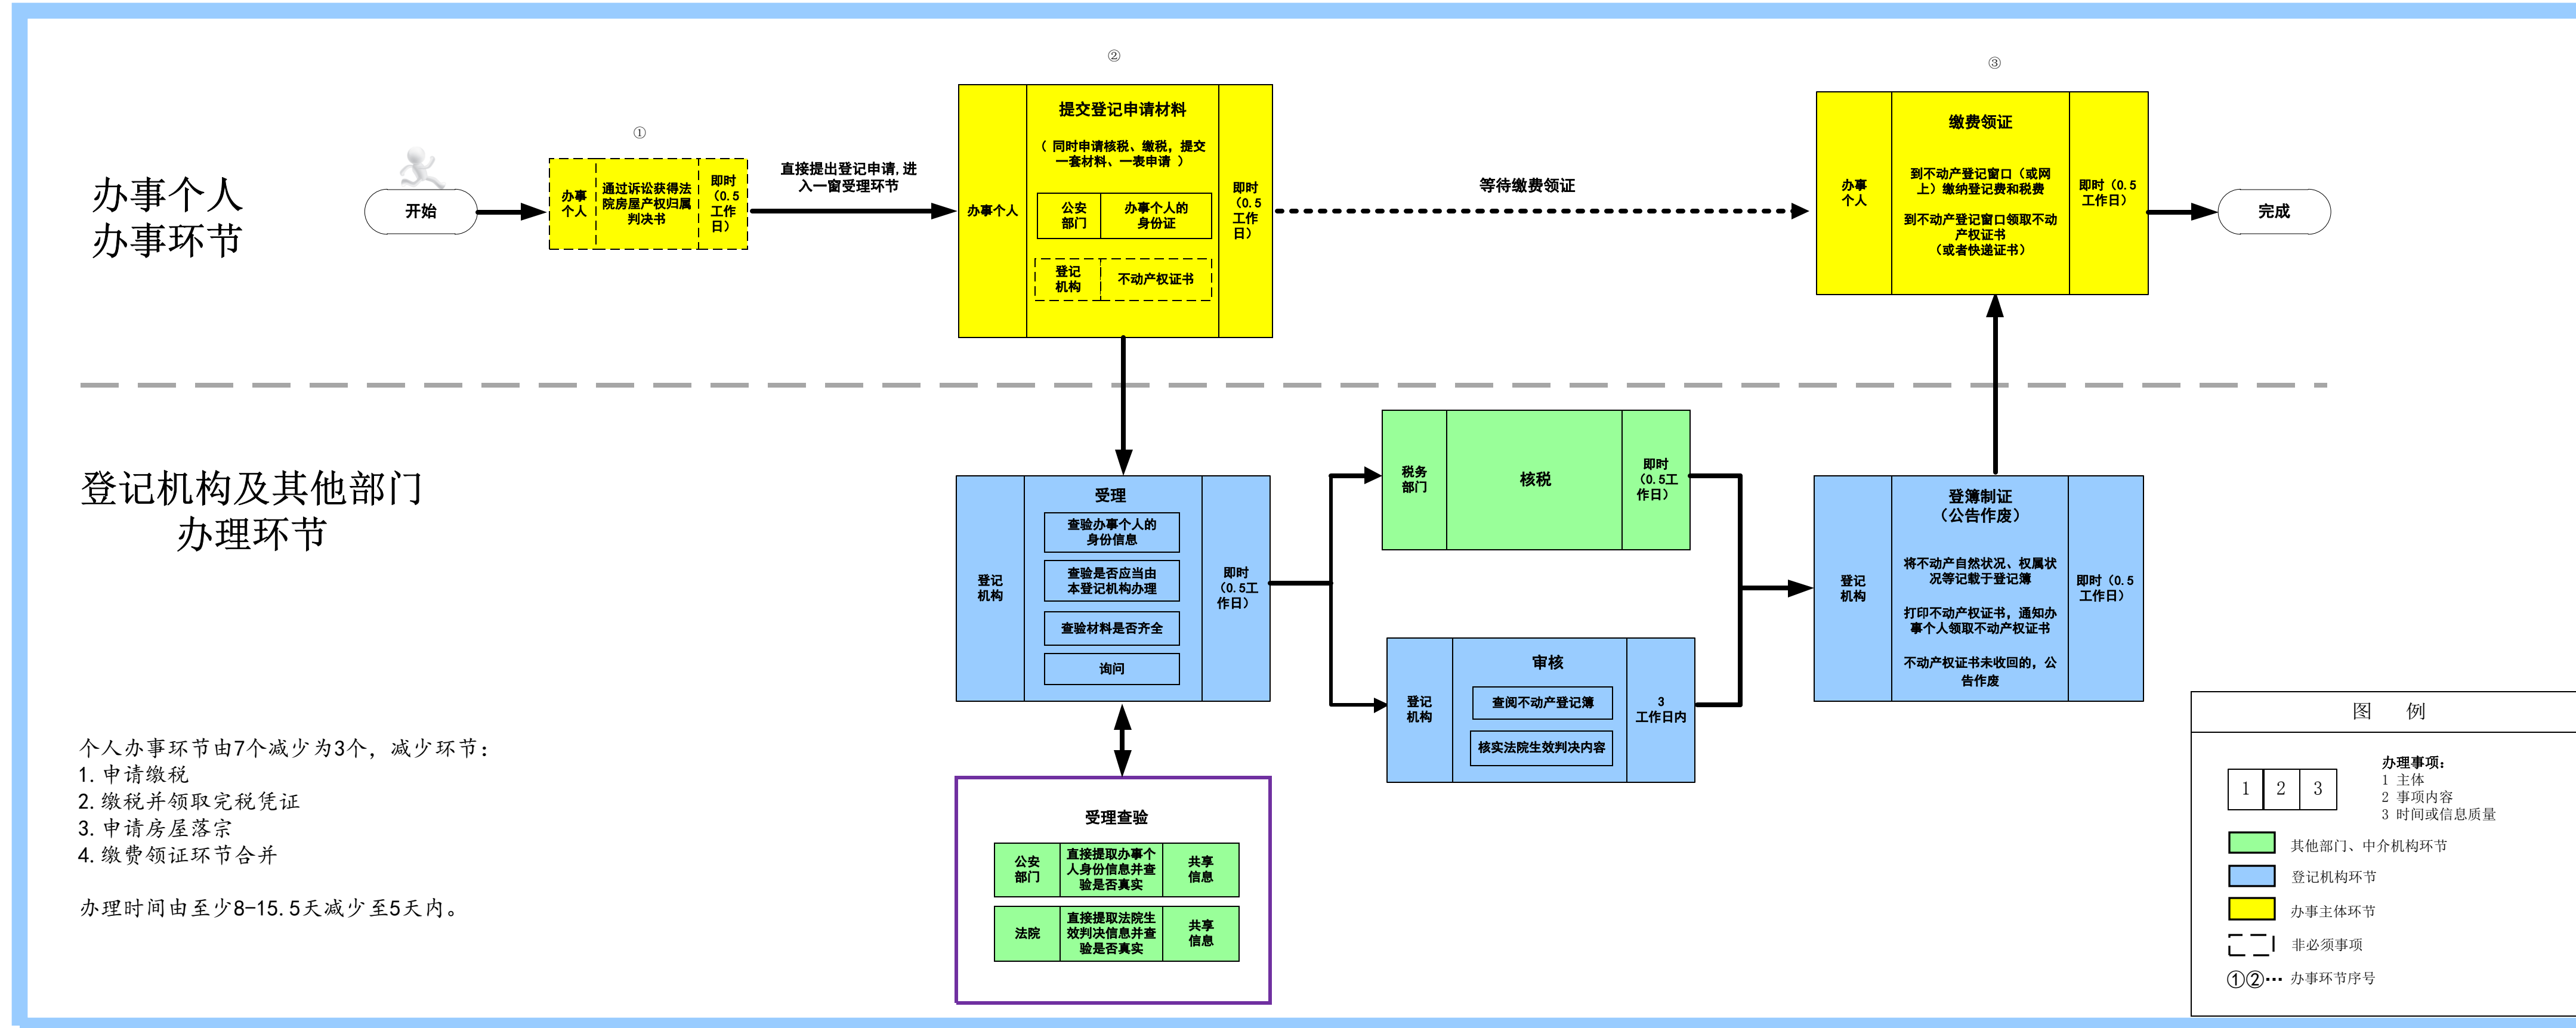 办事个人
办事环节
开始
①
办事
个人
通过诉讼获得法
院房屋产权归属
判决书
即时
（0.5
工作
日）
直接提出登记申请,进
入一窗受理环节
②
办事个人
提交登记申请材料
（ 同时申请核税、缴税, 提交
一套材料、一表申请 ）
公安
部门
办事个人的
身份证
登记
机构
不动产权证书
即时
（0.5
工作
日）
等待缴费领证
③
办事
个人
缴费领证
到不动产登记窗口（或网
上）缴纳登记费和税费
到不动产登记窗口领取不动
产权证书
（或者快递证书）
即时（0.5
工作日）
完成
登记机构及其他部门
办理环节
登记
机构
受理
查验办事个人的
身份信息
查验是否应当由
本登记机构办理
查验材料是否齐全
询问
即时
（0.5工
作日）
税务
部门
核税
即时
（0.5工
作日）
登记
机构
审核
查阅不动产登记簿
核实法院生效判决内容
3
工作日内
登记
机构
登簿制证
（公告作废）
将不动产自然状况、权属状
况等记载于登记簿
打印不动产权证书, 通知办
事个人领取不动产权证书
不动产权证书未收回的, 公
告作废
即时（0.5
工作日）
受理查验
公安
部门
直接提取办事个
人身份信息并查
验是否真实
共享
信息
法院
直接提取法院生
效判决信息并查
验是否真实
共享
信息
个人办事环节由7个减少为3个, 减少环节:
1.申请缴税
2.缴税并领取完税凭证
3.申请房屋落宗
4.缴费领证环节合并
办理时间由至少8-15.5天减少至5天内。
图 例
1 2 3
办理事项:
1 主体
2 事项内容
3 时间或信息质量
其他部门、中介机构环节
登记机构环节
办事主体环节
非必须事项
①②… 办事环节序号